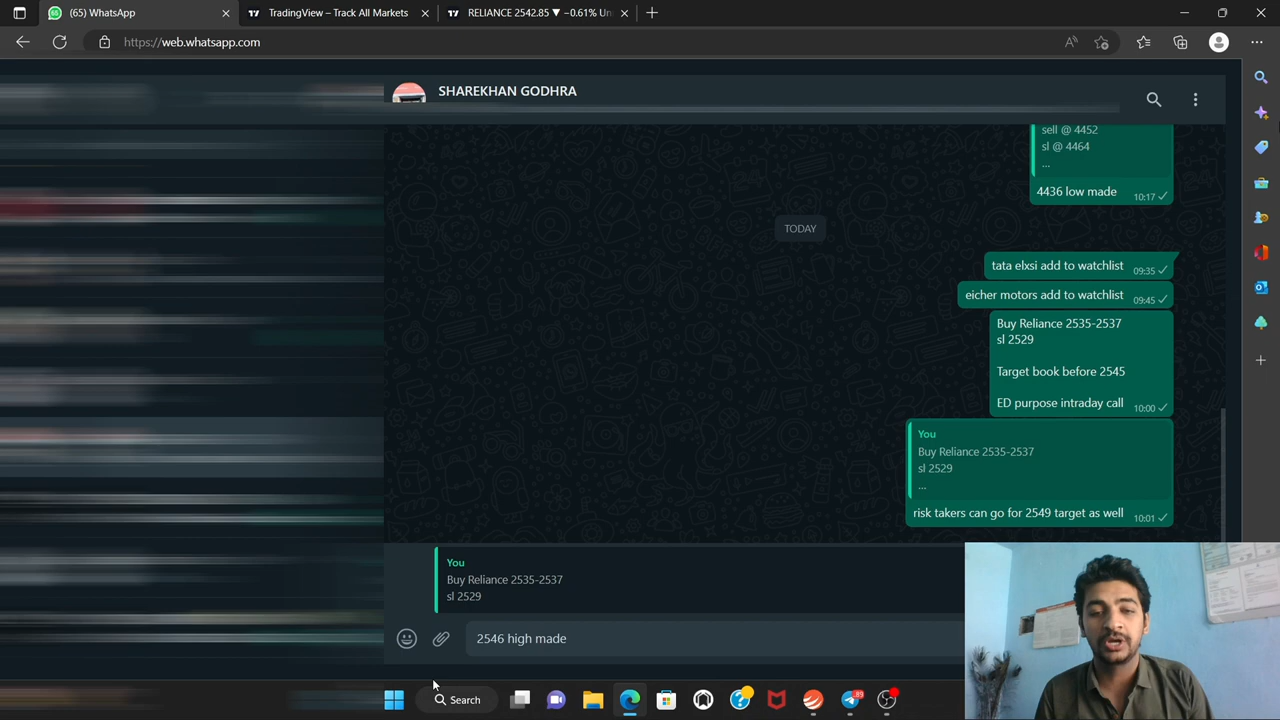 (65) WhatsApp
TradingView – Track All Markets
RELIANCE 2542.85 ▼ −0.61% Un
https://web.whatsapp.com
SHAREKHAN GODHRA
sell @ 4452
sl @ 4464
...
4436 low made
10:17
TODAY
tata elxsi add to watchlist
09:35
eicher motors add to watchlist
09:45
Buy Reliance 2535-2537
sl 2529
Target book before 2545
ED purpose intraday call
10:00
You
Buy Reliance 2535-2537
sl 2529
...
risk takers can go for 2549 target as well
10:01
You
Buy Reliance 2535-2537
sl 2529
2546 high made
Search
89